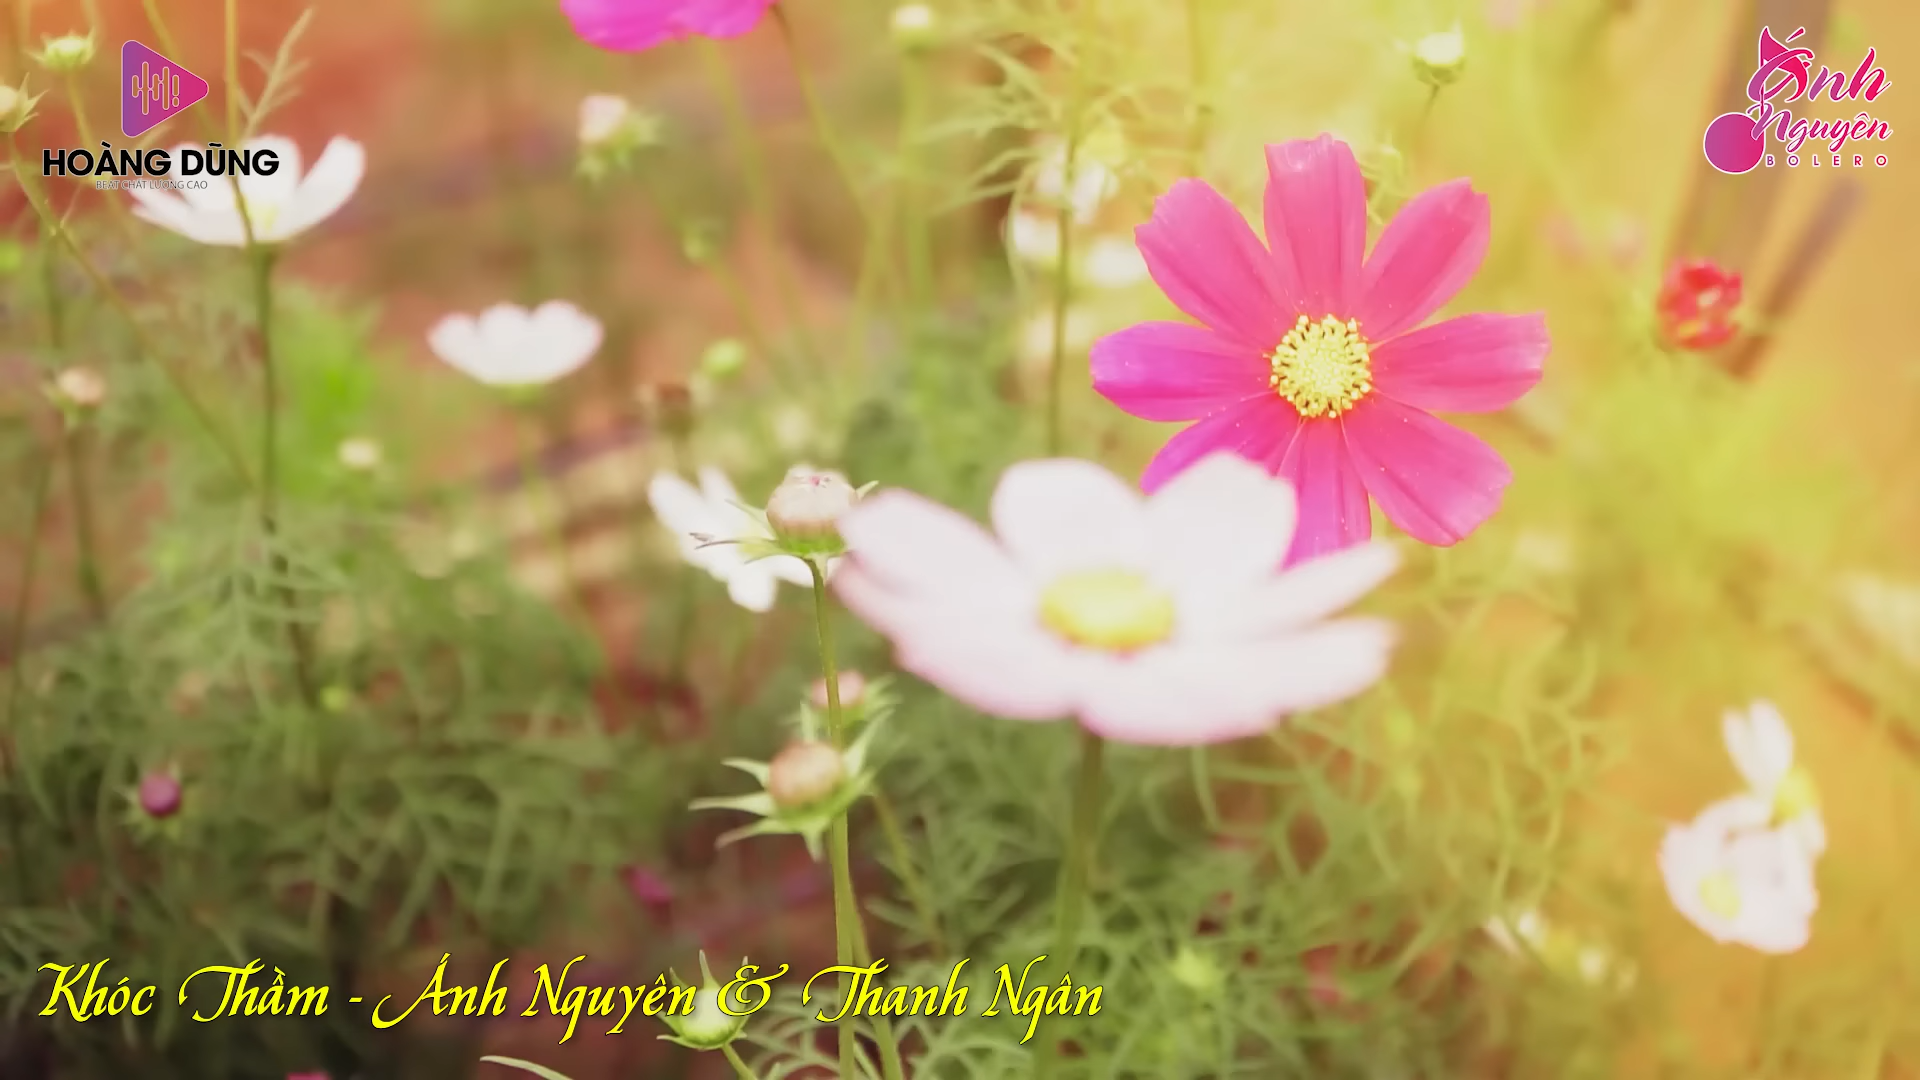 HOÀNG DŨNG
BEAT CHẤT LƯỢNG CAO
Ánh
Nguyên
BOLERO
Khóc Thầm - Ánh Nguyên & Thanh Ngân